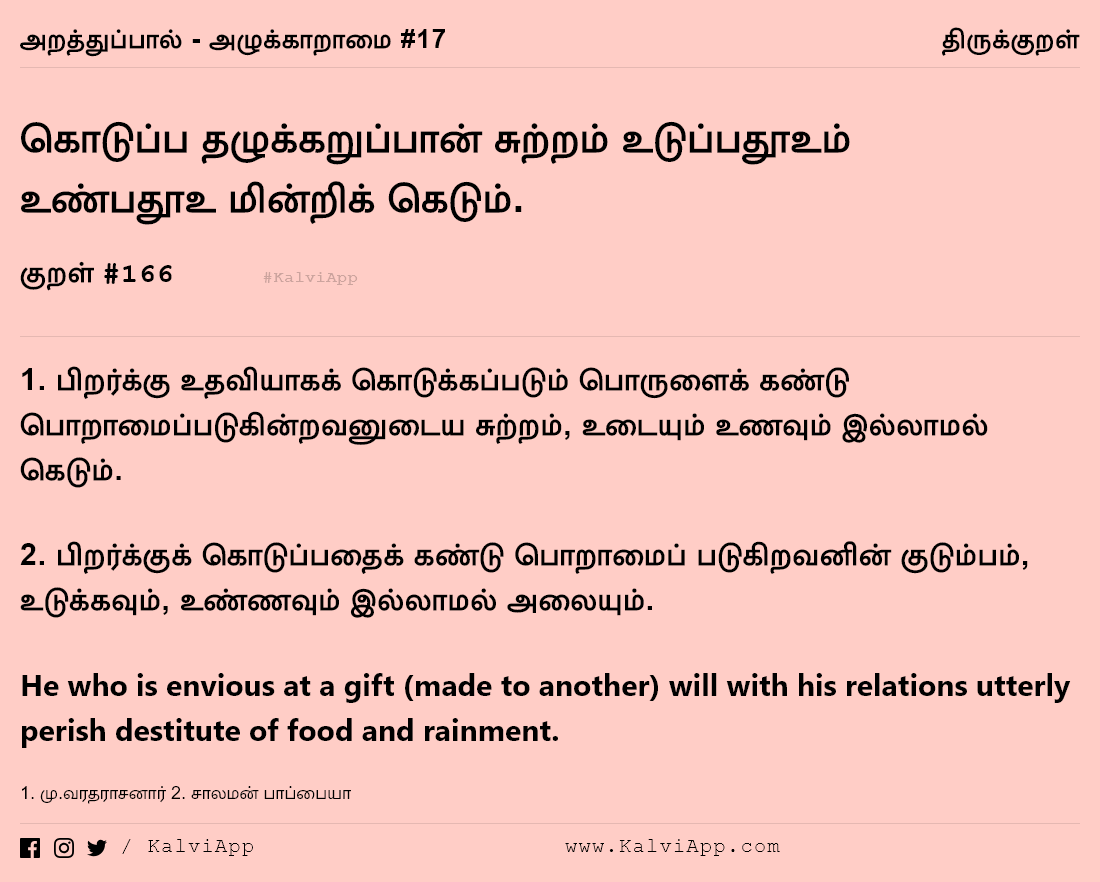 அறத்துப்பால் - அழுக்காறாமை #17
திருக்குறள்
கொடுப்ப தழுக்கறுப்பான் சுற்றம் உடுப்பதூஉம்
உண்பதூஉ மின்றிக் கெடும்.
குறள் #166
#KalviApp
1. பிறர்க்கு உதவியாகக் கொடுக்கப்படும் பொருளைக் கண்டு
பொறாமைப்படுகின்றவனுடைய சுற்றம், உடையும் உணவும் இல்லாமல்
கெடும்.
2. பிறர்க்குக் கொடுப்பதைக் கண்டு பொறாமைப் படுகிறவனின் குடும்பம்,
உடுக்கவும், உண்ணவும் இல்லாமல் அலையும்.
He who is envious at a gift (made to another) will with his relations utterly
perish destitute of food and rainment.
1. மு.வரதராசனார் 2. சாலமன் பாப்பையா
/ KalviApp
www.KalviApp.com